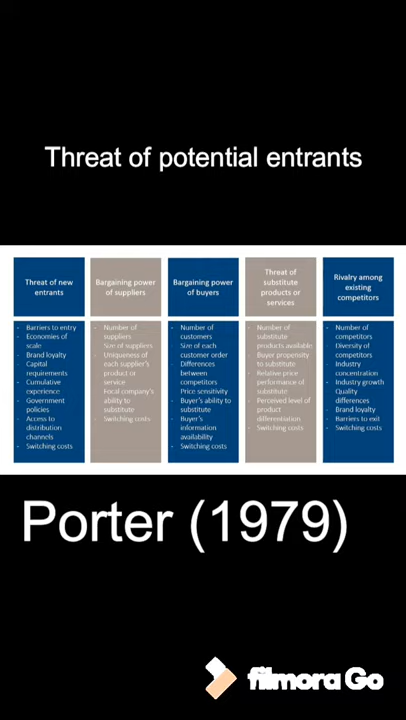 Threat of potential entrants
Threat of new
entrants
- Barriers to entry
- Economies of
scale
- Brand loyalty
- Capital
requirements
- Cumulative
experience
- Government
policies
- Access to
distribution
channels
- Switching costs
Bargaining power
of suppliers
- Number of
suppliers
- Size of suppliers
- Uniqueness of
each supplier's
product or
service
- Focal company's
ability to
substitute
- Switching costs
Bargaining power
of buyers
- Number of
customers
- Size of each
customer order
- Differences
between
competitors
- Price sensitivity
- Buyer's ability to
substitute
- Buyer's
information
availability
- Switching costs
Threat of
substitute
products or
services
- Number of
substitute
products available
- Buyer propensity
to substitute
- Relative price
performance of
substitute
- Perceived level of
product
differentiation
- Switching costs
Rivalry among
existing
competitors
- Number of
competitors
- Diversity of
competitors
- Industry
concentration
- Industry growth
- Quality
differences
- Brand loyalty
- Barriers to exit
- Switching costs
Porter (1979)
filmora Go